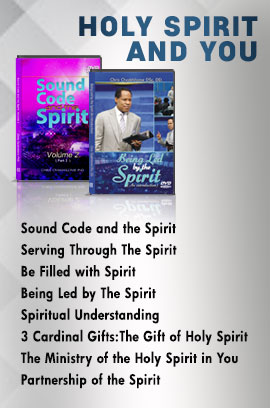 HOLY SPIRIT
AND YOU
DVD
Sound
Code
Spirit
Volume 2
Being Led
by the
Spirit
DVD
Sound Code and the Spirit
Serving Through The Spirit
Be Filled with Spirit
Being Led by The Spirit
Spiritual Understanding
3 Cardinal Gifts:The Gift of Holy Spirit
The Ministry of the Holy Spirit in You
Partnership of the Spirit